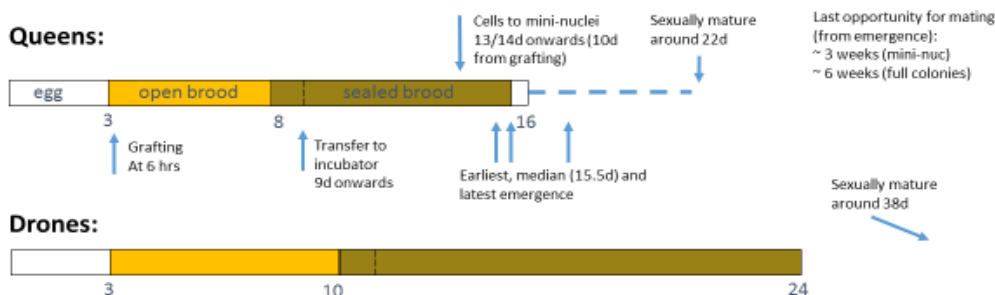 Queens:
Cells to mini-nuclei
13/14d onwards (10d
from grafting)
Sexually mature
around 22d
Last opportunity for mating
(from emergence):
~ 3 weeks (mini-nuc)
~ 6 weeks (full colonies)
egg
open brood
sealed brood
3
8
16
Grafting
At 6 hrs
Transfer to
incubator
9d onwards
Earliest, median (15.5d) and
latest emergence
Sexually mature
around 38d
Drones:
3
10
24